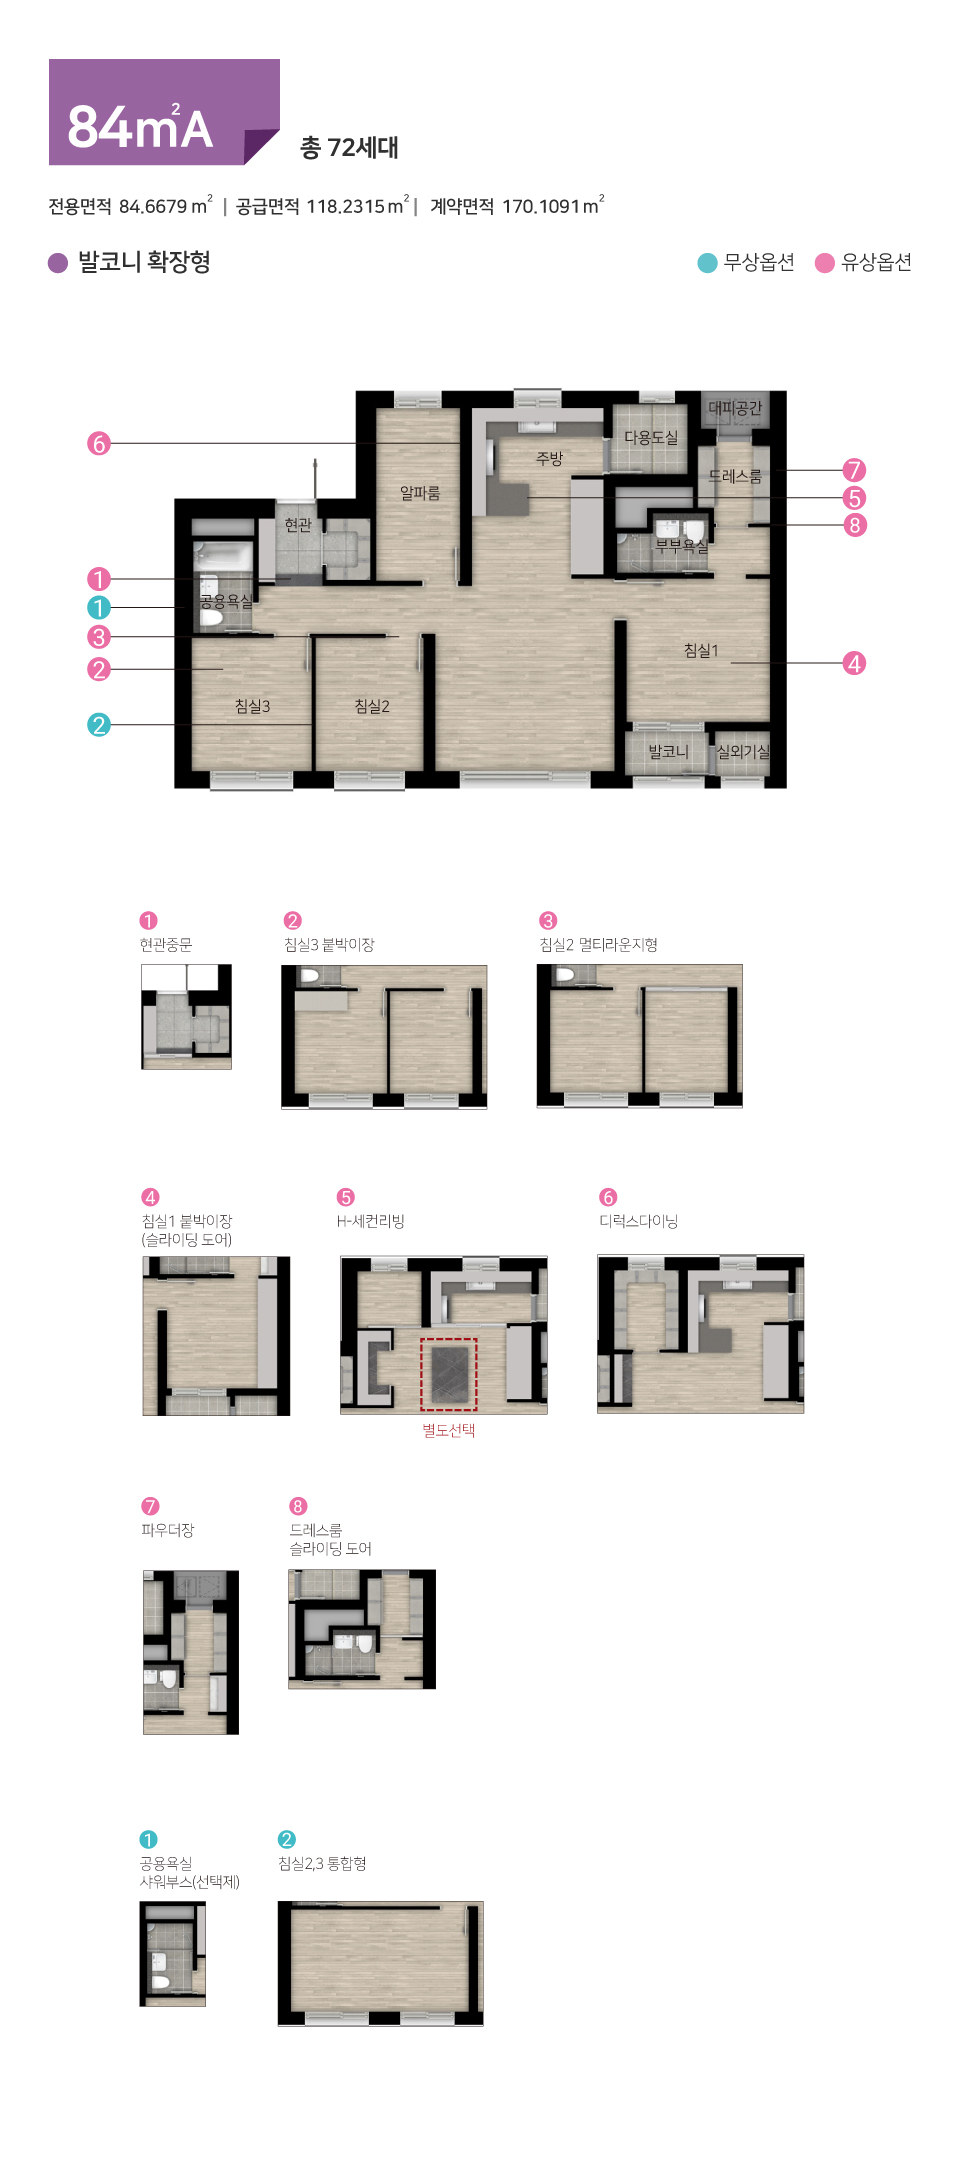 84m²A
총 72세대
전용면적 84.6679 m² | 공급면적 118.2315 m² | 계약면적 170.1091 m²
발코니 확장형
무상옵션 유상옵션
대피공간
6
다용도실
주방
7
드레스룸
알파룸
5
현관
8
부부욕실
1
공용욕실
1
3
침실1
4
2
침실3
침실2
2
발코니
실외기실
1
현관중문
2
침실3 붙박이장
3
침실2 멀티라운지형
4
침실1 붙박이장
(슬라이딩 도어)
5
H-세컨리빙
6
디럭스다이닝
별도선택
7
파우더장
8
드레스룸
슬라이딩 도어
1
공용욕실
샤워부스(선택제)
2
침실2,3 통합형